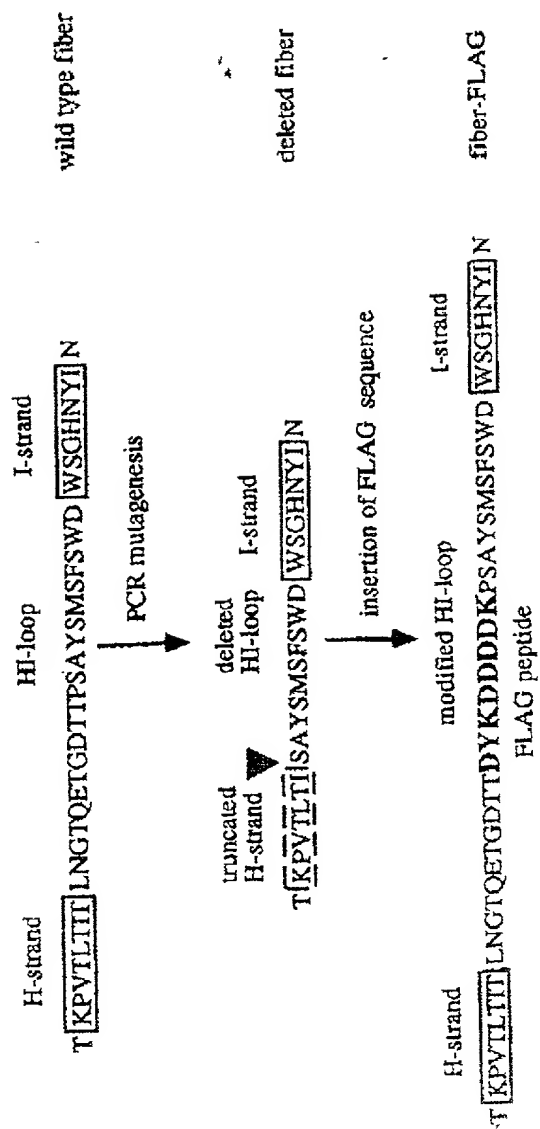 H-strand HI-loop I-strand
T KPVTLTIT LNGTQETGDTTPSAYSMSFSWD WSGHNYI N wild type fiber
PCR mutagenesis
truncated H-strand deleted HI-loop I-strand
T KPVTLTI SAYSMSFSWD WSGHNYI N deleted fiber
insertion of FLAG sequence
H-strand modified HI-loop I-strand
T KPVTLTIT LNGTQETGDTTDYKDDDDKPSAYSMSFSWD WSGHNYI N fiber-FLAG
FLAG peptide